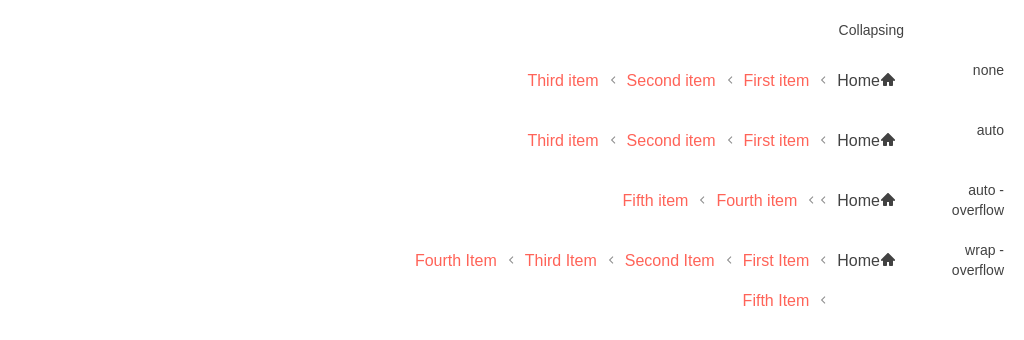 Collapsing
none
Home First item Second item Third item
auto
Home First item Second item Third item
auto -
overflow
Home Fourth item Fifth item
wrap -
overflow
Home First Item Second Item Third Item Fourth Item
Fifth Item